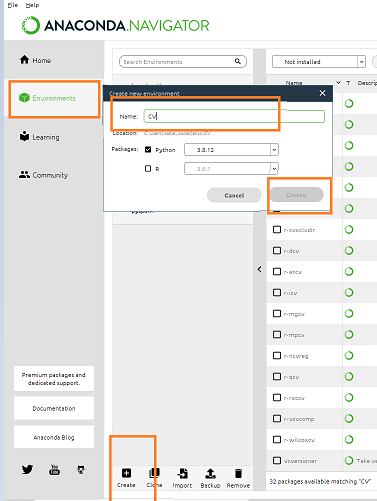 File Help
ANACONDA.NAVIGATOR
Home
Environments
Learning
Community
Premium packages and
dedicated support.
Documentation
Anaconda Blog
Search Environments
Create new environment
Name: CV
Location:
Packages: Python 3.8.12
R 3.6.1
Cancel Create
Create Clone Import Backup Remove
Not installed
Name T Descrip
r-cvxclustr
r-dcv
r-ercv
r-icv
r-mgcv
r-mpcv
r-ncvreg
r-qcv
r-roccv
r-vcvcomp
r-wilcoxcv
vcversioner Take ve
32 packages available matching "CV"